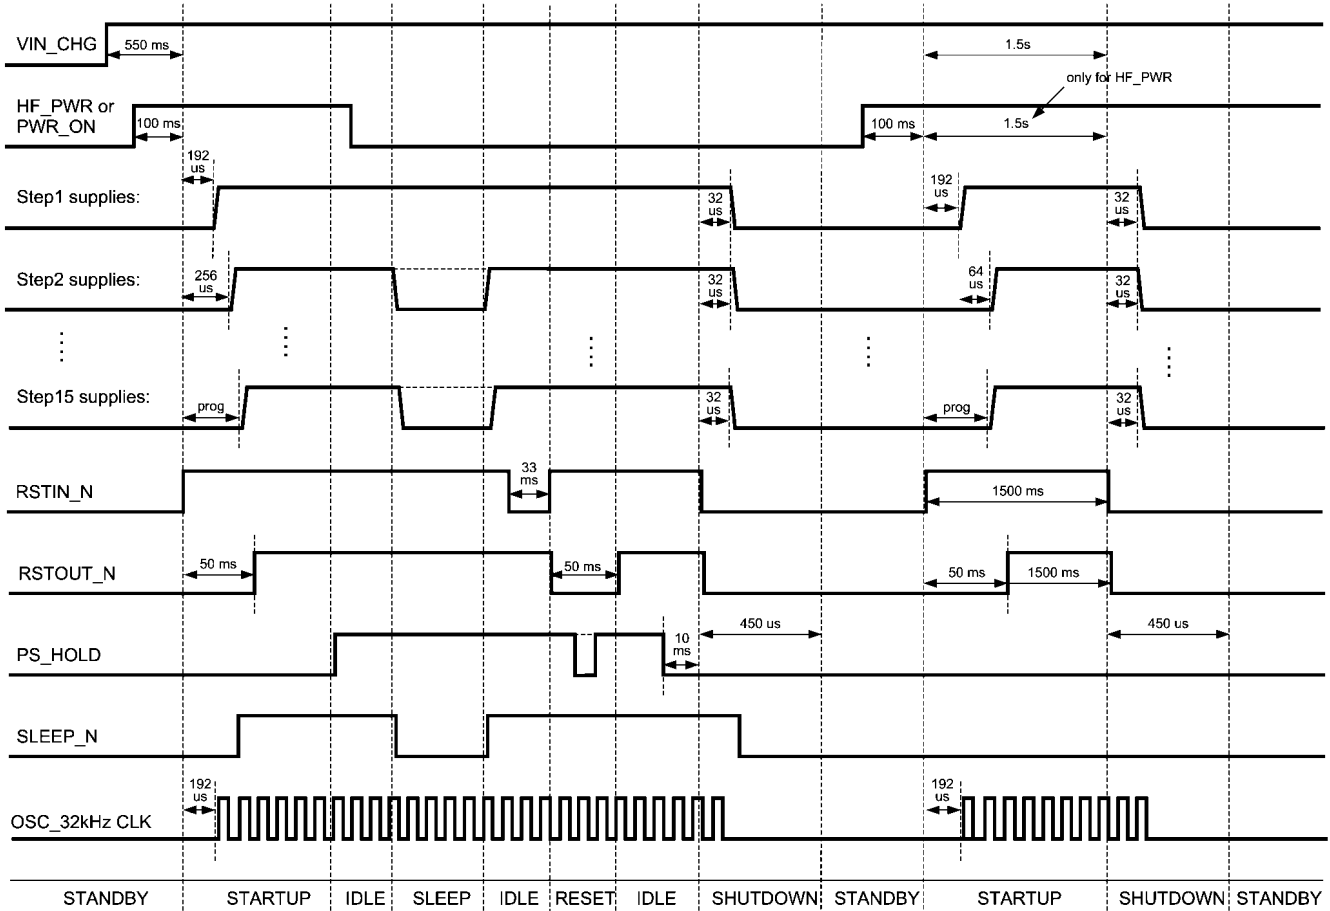 VIN_CHG
550 ms
1.5s
only for HF_PWR
HF_PWR or
PWR_ON
100 ms
100 ms
1.5s
192
us
Step1 supplies:
32
us
192
us
32
us
Step2 supplies:
256
us
32
us
64
us
32
us
Step15 supplies:
prog
32
us
prog
32
us
RSTIN_N
33
ms
1500 ms
RSTOUT_N
50 ms
50 ms
50 ms
1500 ms
PS_HOLD
10
ms
450 us
450 us
SLEEP_N
192
us
192
us
OSC_32kHz CLK
STANDBY STARTUP IDLE SLEEP IDLE RESET IDLE SHUTDOWN STANDBY STARTUP SHUTDOWN STANDBY